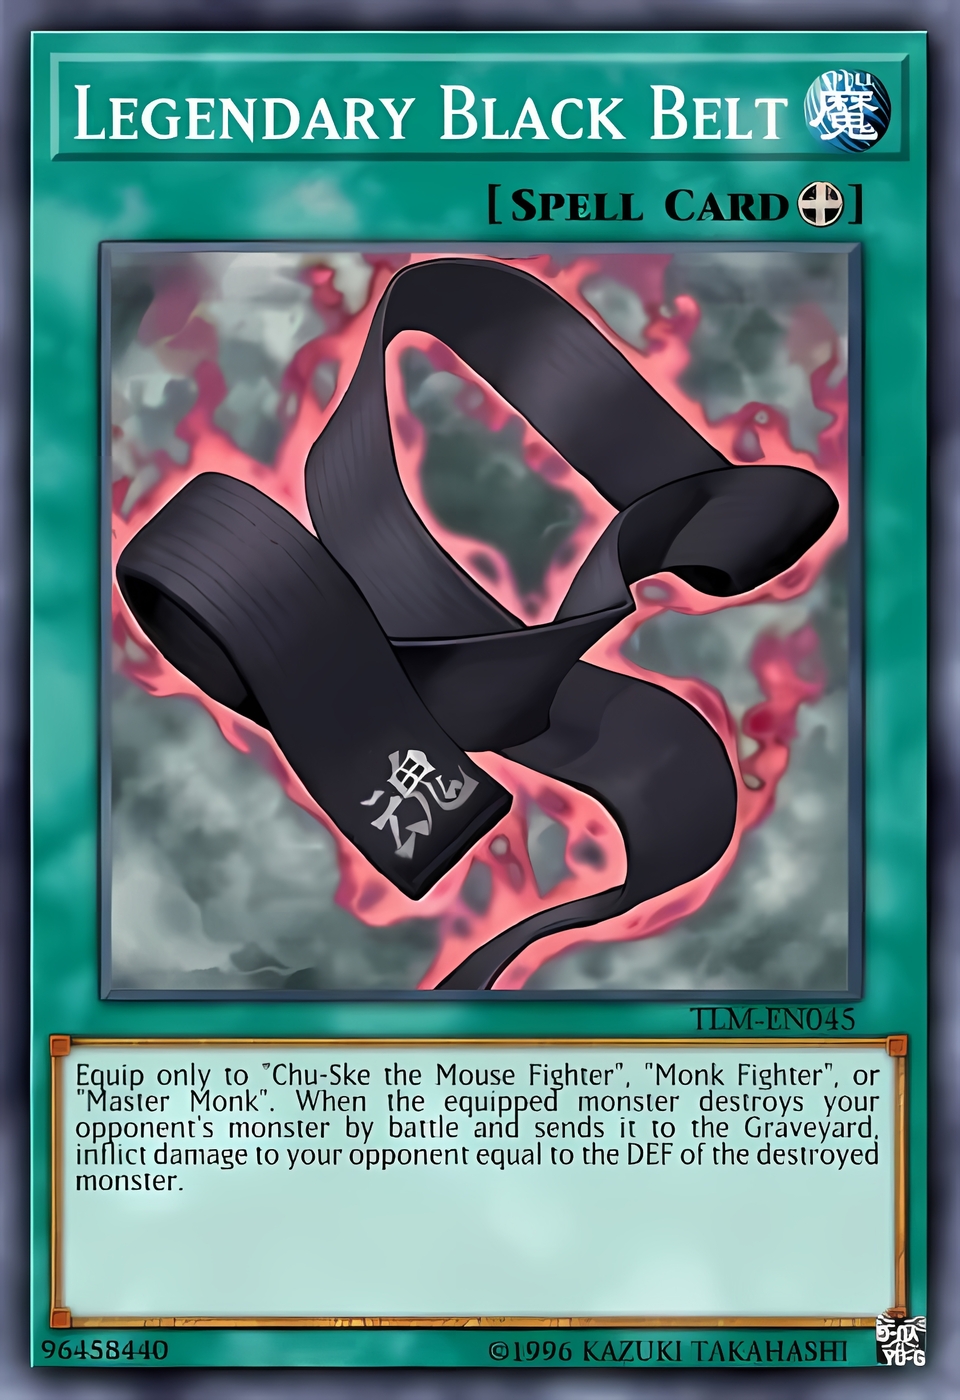 LEGENDARY BLACK BELT 魔
[SPELL CARD]
魂
TLM-EN045
Equip only to "Chu-Ske the Mouse Fighter", "Monk Fighter", or
"Master Monk". When the equipped monster destroys your
opponent's monster by battle and sends it to the Graveyard,
inflict damage to your opponent equal to the DEF of the destroyed
monster.
96458440
©1996 KAZUKI TAKAHASHI